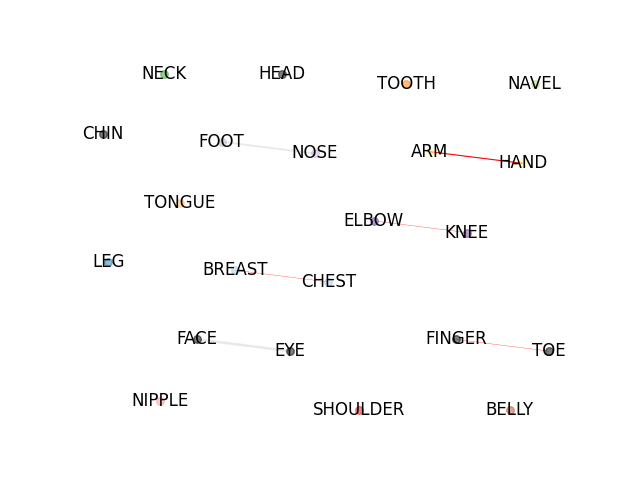 NECK
HEAD
TOOTH
NAVEL
CHIN
FOOT
NOSE
ARM
HAND
TONGUE
ELBOW
KNEE
LEG
BREAST
CHEST
FACE
EYE
FINGER
TOE
NIPPLE
SHOULDER
BELLY